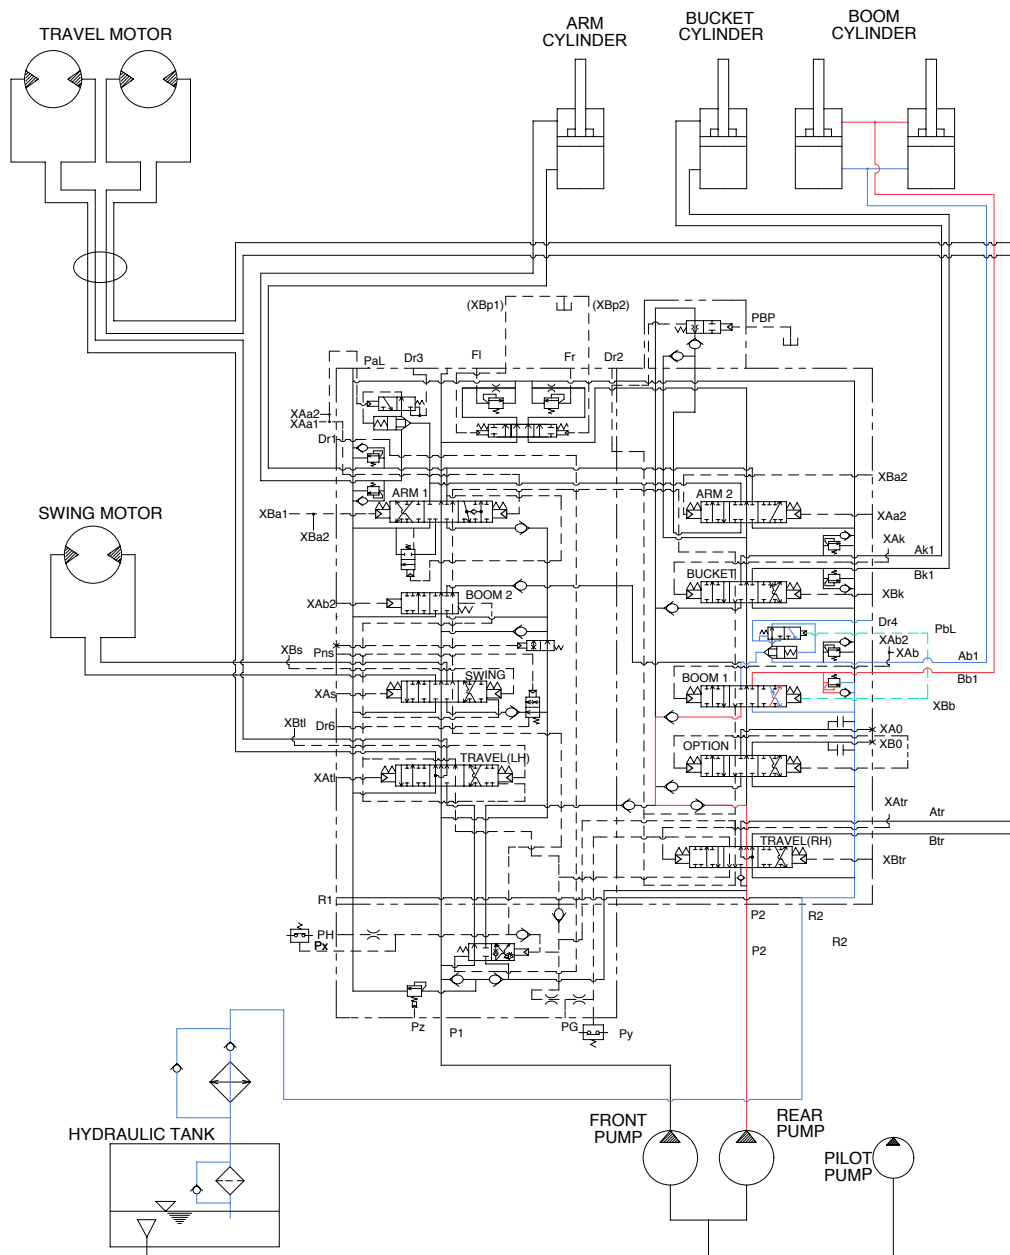 TRAVEL MOTOR
ARM
CYLINDER
BUCKET
CYLINDER
BOOM
CYLINDER
(XBp1)
(XBp2)
PBP
PaL
Dr3
Fl
Fr
Dr2
XAa2
XAa1
Dr1
XBa2
ARM 1
ARM 2
SWING MOTOR
XBa1
XBa2
XAa2
XAk
Ak1
BUCKET
Bk1
XAb2
BOOM 2
XBk
Dr4
PbL
XAb2
XBs
Pns
XAb
Ab1
SWING
BOOM 1
Bb1
XAs
XBb
XBtl
Dr6
XA0
OPTION
XB0
TRAVEL(LH)
XAtl
XAtr
Atr
TRAVEL(RH)
Btr
XBtr
R1
P2
R2
PH
Px
P2
R2
Pz
P1
PG
Py
FRONT
PUMP
REAR
PUMP
HYDRAULIC TANK
PILOT
PUMP